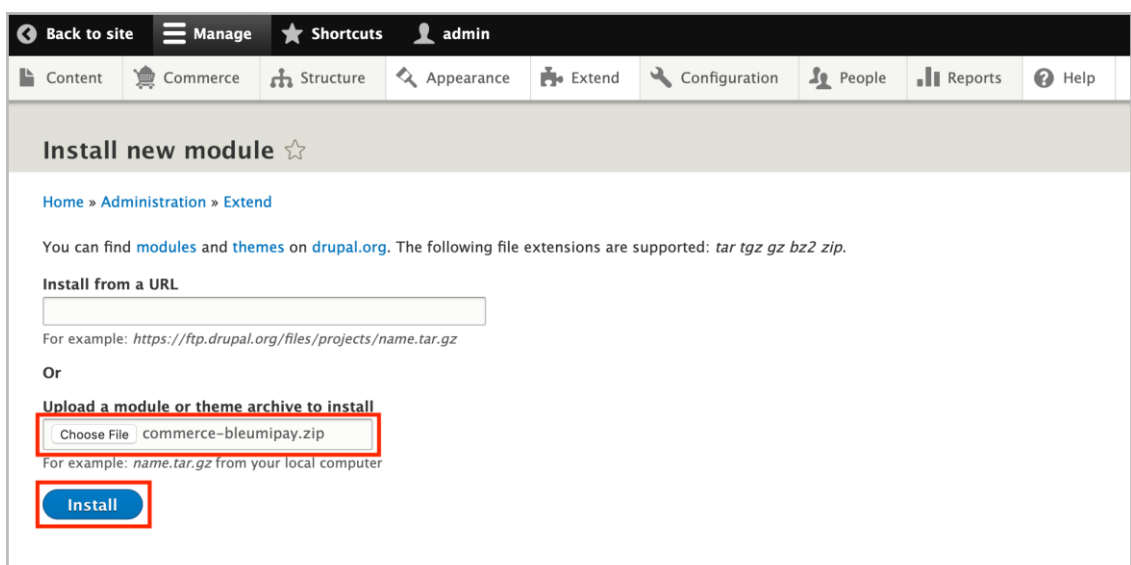 Back to site Manage Shortcuts admin
Content Commerce Structure Appearance Extend Configuration People Reports Help
Install new module
Home » Administration » Extend
You can find modules and themes on drupal.org. The following file extensions are supported: tar tgz gz bz2 zip.
Install from a URL
For example: https://ftp.drupal.org/files/projects/name.tar.gz
Or
Upload a module or theme archive to install
Choose File commerce-bleumipay.zip
For example: name.tar.gz from your local computer
Install